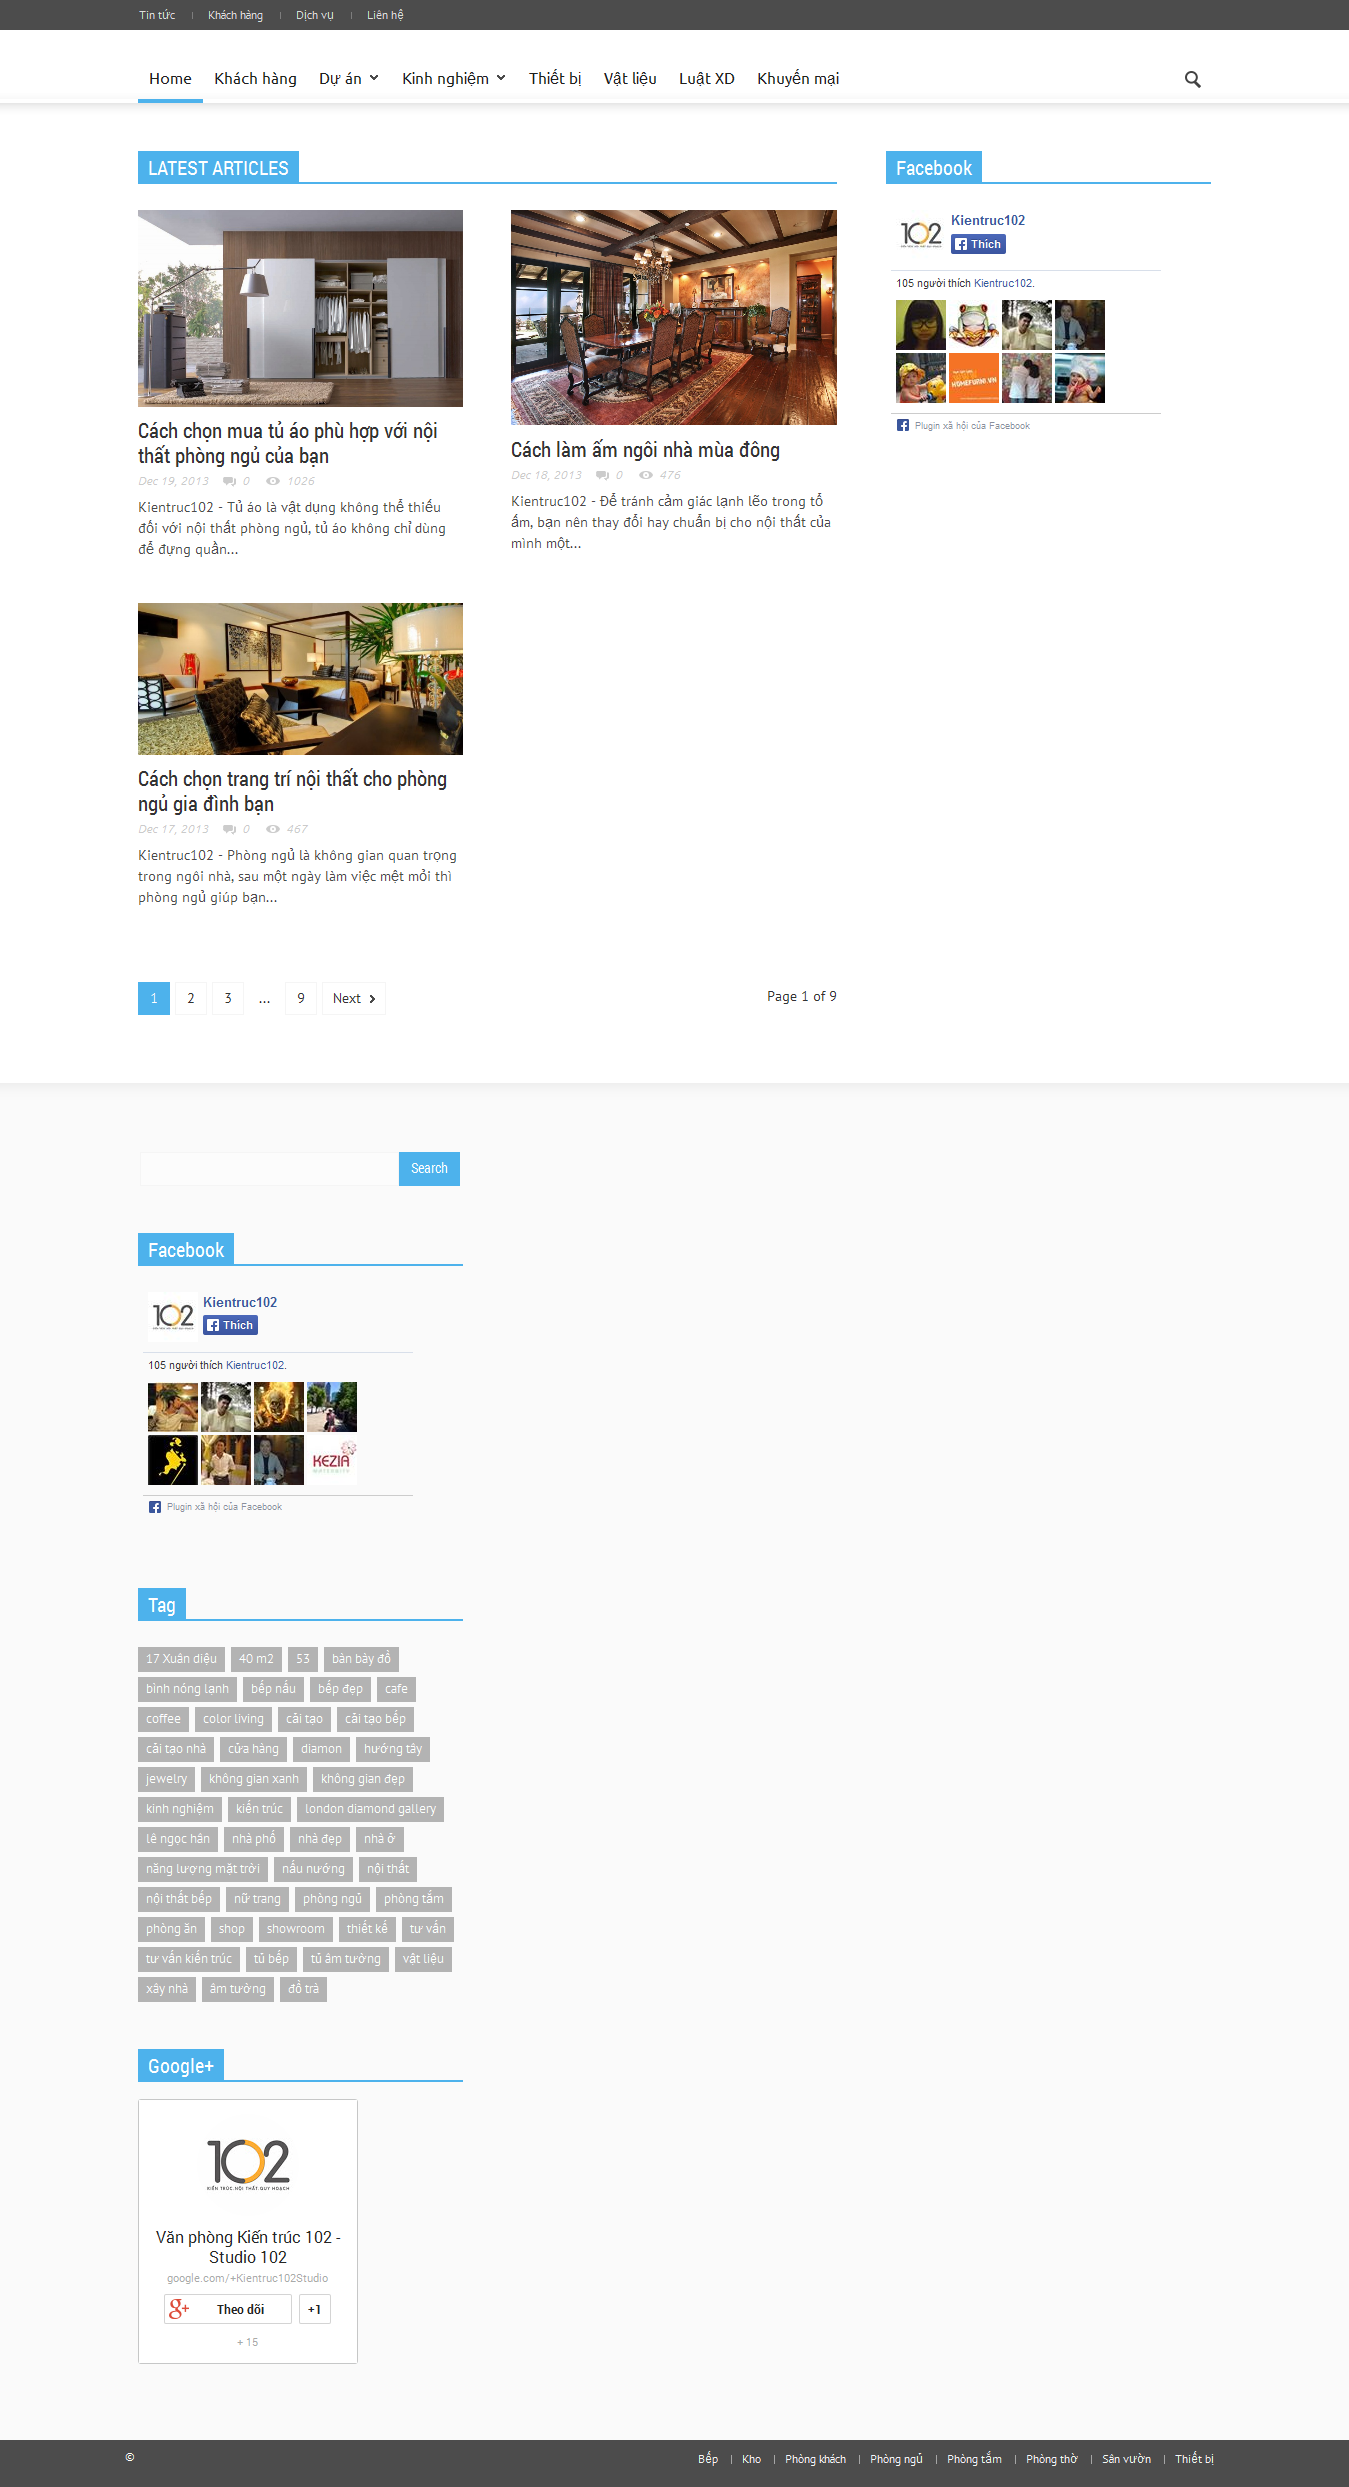 Tin tức Khách hàng Dịch vụ Liên hệ
Home Khách hàng Dự án Kinh nghiệm Thiết bị Vật liệu Luật XD Khuyến mại
LATEST ARTICLES
Cách chọn mua tủ áo phù hợp với nội
thất phòng ngủ của bạn
Dec 19, 2013 0 1026
Kientruc102 - Tủ áo là vật dụng không thể thiếu
đối với nội thất phòng ngủ, tủ áo không chỉ dùng
để đựng quần...
Cách làm ấm ngôi nhà mùa đông
Dec 18, 2013 0 476
Kientruc102 - Để tránh cảm giác lạnh lẽo trong tổ
ấm, bạn nên thay đổi hay chuẩn bị cho nội thất của
mình một...
Cách chọn trang trí nội thất cho phòng
ngủ gia đình bạn
Dec 17, 2013 0 467
Kientruc102 - Phòng ngủ là không gian quan trọng
trong ngôi nhà, sau một ngày làm việc mệt mỏi thì
phòng ngủ giúp bạn...
1 2 3 ... 9 Next Page 1 of 9
Facebook
102
Kientruc102
Thích
105 người thích Kientruc102.
HOMEFURNI.VN
Plugin xã hội của Facebook
Search
Facebook
102
Kientruc102
Thích
105 người thích Kientruc102.
KEZIA
Plugin xã hội của Facebook
Tag
17 Xuân diệu 40 m2 53 bàn bày đồ
bình nóng lạnh bếp nấu bếp đẹp cafe
coffee color living cải tạo cải tạo bếp
cải tạo nhà cửa hàng diamon hướng tây
jewelry không gian xanh không gian đẹp
kinh nghiệm kiến trúc london diamond gallery
lê ngọc hân nhà phố nhà đẹp nhà ở
năng lượng mặt trời nấu nướng nội thất
nội thất bếp nữ trang phòng ngủ phòng tắm
phòng ăn shop showroom thiết kế tư vấn
tư vấn kiến trúc tủ bếp tủ âm tường vật liệu
xây nhà âm tường đồ trà
Google+
102
KIẾN TRÚC.NỘI THẤT.QUY HOẠCH
Văn phòng Kiến trúc 102 -
Studio 102
google.com/+Kientruc102Studio
g+ Theo dõi +1
+ 15
© Bếp Kho Phòng khách Phòng ngủ Phòng tắm Phòng thờ Sân vườn Thiết bị